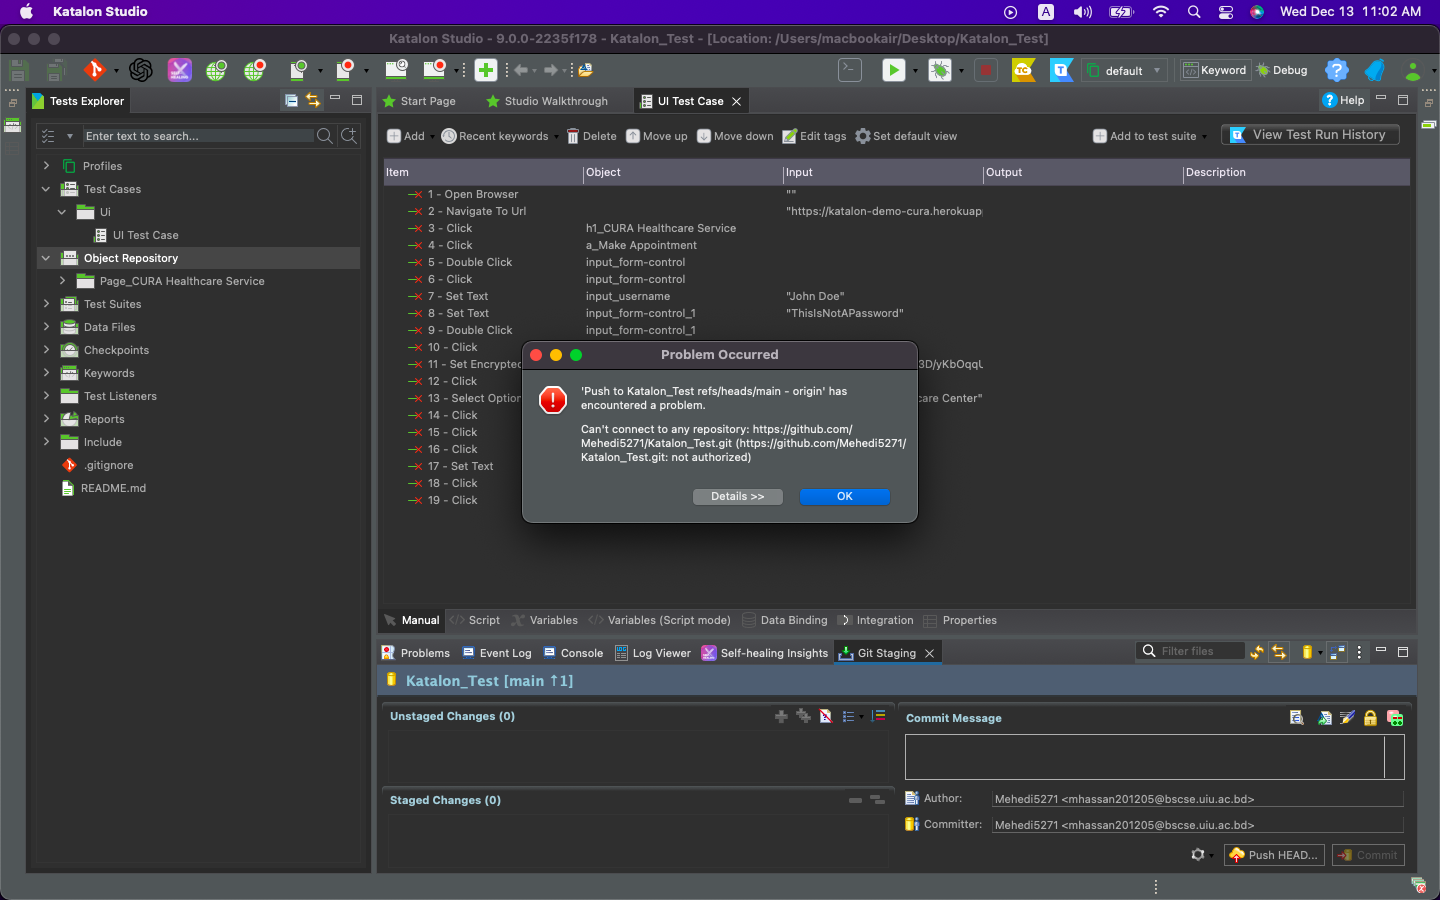 Katalon Studio
A
Wed Dec 13 11:02 AM
Katalon Studio - 9.0.0-2235f178 - Katalon_Test - [Location: /Users/macbookair/Desktop/Katalon_Test]
default
Keyword
Debug
Tests Explorer
Start Page
Studio Walkthrough
UI Test Case
Help
Enter text to search...
Add
Recent keywords
Delete
Move up
Move down
Edit tags
Set default view
Add to test suite
View Test Run History
Profiles
Test Cases
Ui
UI Test Case
Object Repository
Page_CURA Healthcare Service
Test Suites
Data Files
Checkpoints
Keywords
Test Listeners
Reports
Include
.gitignore
README.md
Item Object Input Output Description
1 - Open Browser ""
2 - Navigate To Url "https://katalon-demo-cura.herokuap
3 - Click h1_CURA Healthcare Service
4 - Click a_Make Appointment
5 - Double Click input_form-control
6 - Click input_form-control
7 - Set Text input_username "John Doe"
8 - Set Text input_form-control_1 "ThisIsNotAPassword"
9 - Double Click input_form-control_1
10 - Click
11 - Set Encrypted 3D/yKbOqqU
12 - Click
13 - Select Option care Center"
14 - Click
15 - Click
16 - Click
17 - Set Text
18 - Click
19 - Click
Problem Occurred
'Push to Katalon_Test refs/heads/main - origin' has
encountered a problem.
Can't connect to any repository: https://github.com/
Mehedi5271/Katalon_Test.git (https://github.com/Mehedi5271/
Katalon_Test.git: not authorized)
Details >>
OK
Manual
Script
Variables
Variables (Script mode)
Data Binding
Integration
Properties
Problems
Event Log
Console
Log Viewer
Self-healing Insights
Git Staging
Filter files
Katalon_Test [main ↑1]
Unstaged Changes (0)
Staged Changes (0)
Commit Message
Author: Mehedi5271 <mhassan201205@bscse.uiu.ac.bd>
Committer: Mehedi5271 <mhassan201205@bscse.uiu.ac.bd>
Push HEAD...
Commit